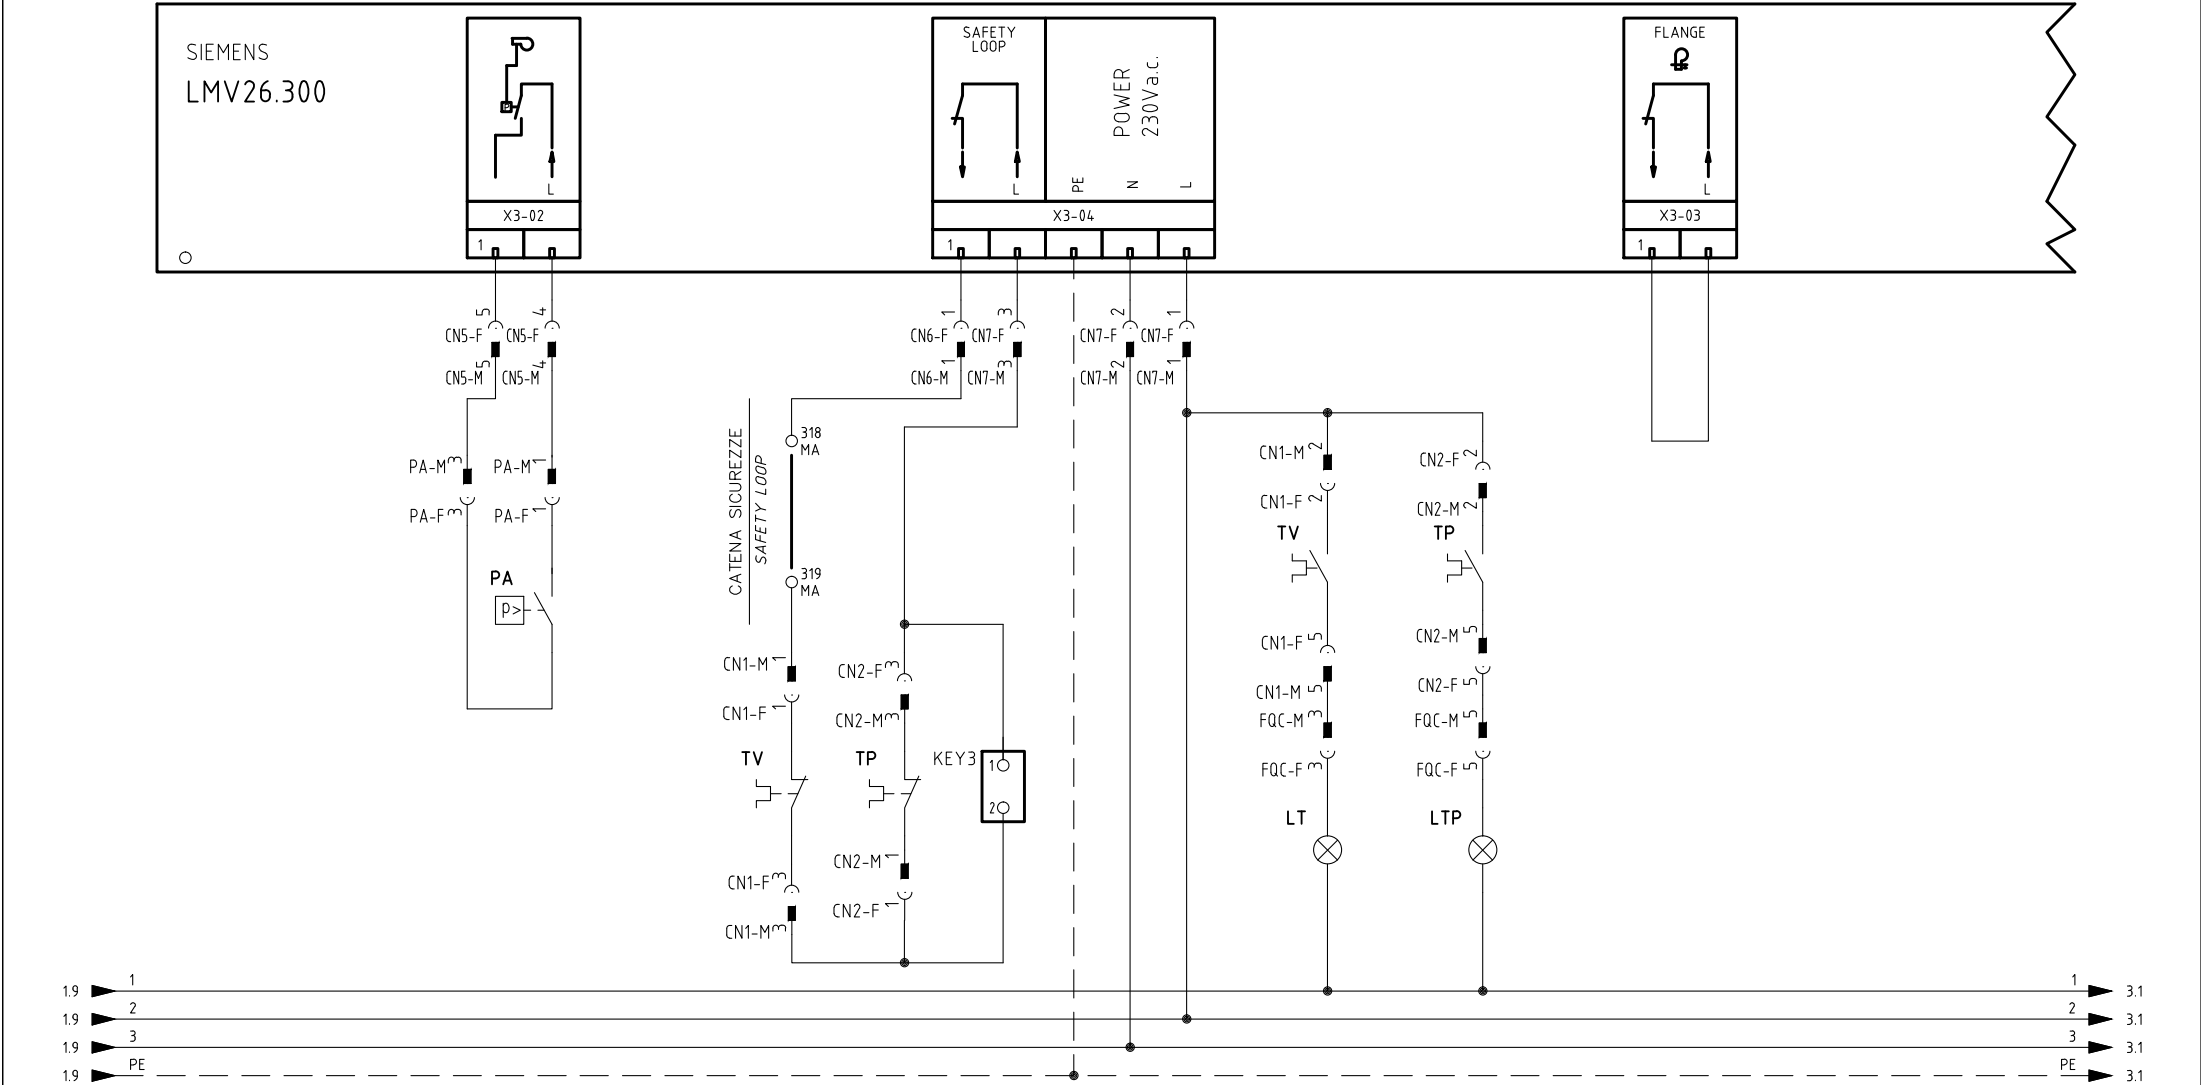 SIEMENS
LMV26.300
P
L
X3-02
1
SAFETY
LOOP
L
POWER
230Va.c.
PE
N
L
X3-04
1
FLANGE
P
L
X3-03
1
5
4
CN5-F
CN5-F
5
4
CN5-M
CN5-M
1
3
2
1
CN6-F
CN7-F
CN7-F
CN7-F
1
3
2
1
CN6-M
CN7-M
CN7-M
CN7-M
PA-M 3
PA-M 1
PA-F 3
PA-F 1
PA
p>
CATENA SICUREZZE
SAFETY LOOP
318
MA
319
MA
CN1-M 1
CN1-F 1
TV
CN1-F 3
CN1-M 3
CN2-F 3
CN2-M 3
TP
CN2-M 1
CN2-F 1
KEY3
1
2
CN1-M 2
CN1-F 2
TV
CN1-F 5
CN1-M 5
FQC-M 3
FQC-F 3
LT
CN2-F 2
CN2-M 2
TP
CN2-M 5
CN2-F 5
FQC-M 5
FQC-F 5
LTP
1.9 1 1 3.1
1.9 2 2 3.1
1.9 3 3 3.1
1.9 PE PE 3.1